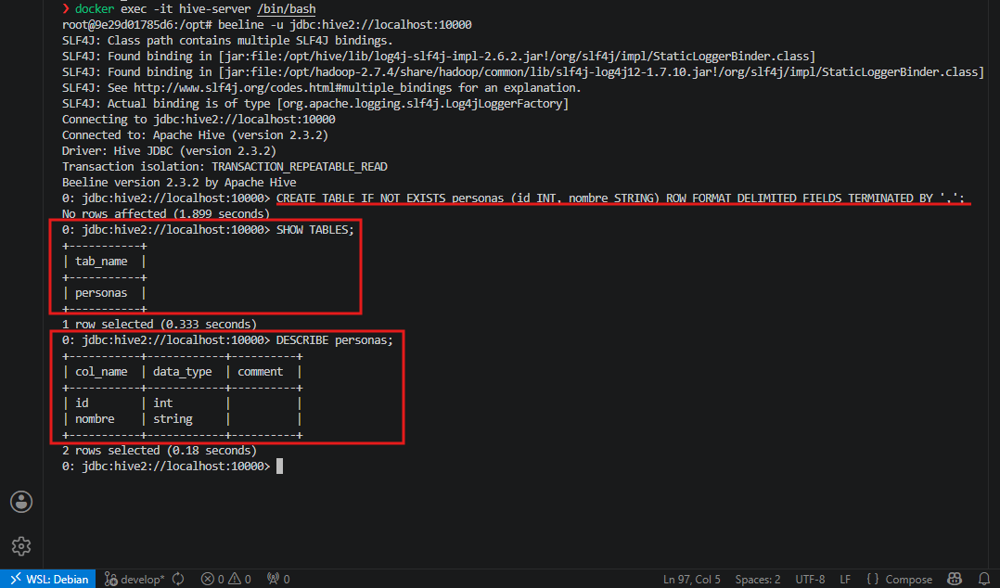 ❯ docker exec -it hive-server /bin/bash
root@9e29d01785d6:/opt# beeline -u jdbc:hive2://localhost:10000
SLF4J: Class path contains multiple SLF4J bindings.
SLF4J: Found binding in [jar:file:/opt/hive/lib/log4j-slf4j-impl-2.6.2.jar!/org/slf4j/impl/StaticLoggerBinder.class]
SLF4J: Found binding in [jar:file:/opt/hadoop-2.7.4/share/hadoop/common/lib/slf4j-log4j12-1.7.10.jar!/org/slf4j/impl/StaticLoggerBinder.class]
SLF4J: See http://www.slf4j.org/codes.html#multiple_bindings for an explanation.
SLF4J: Actual binding is of type [org.apache.logging.slf4j.Log4jLoggerFactory]
Connecting to jdbc:hive2://localhost:10000
Connected to: Apache Hive (version 2.3.2)
Driver: Hive JDBC (version 2.3.2)
Transaction isolation: TRANSACTION_REPEATABLE_READ
Beeline version 2.3.2 by Apache Hive
0: jdbc:hive2://localhost:10000> CREATE TABLE IF NOT EXISTS personas (id INT, nombre STRING) ROW FORMAT DELIMITED FIELDS TERMINATED BY ',';
No rows affected (1.899 seconds)
0: jdbc:hive2://localhost:10000> SHOW TABLES;
+-----------+
| tab_name  |
+-----------+
| personas  |
+-----------+
1 row selected (0.333 seconds)
0: jdbc:hive2://localhost:10000> DESCRIBE personas;
+-----------+------------+----------+
| col_name  | data_type  | comment  |
+-----------+------------+----------+
| id        | int        |          |
| nombre    | string     |          |
+-----------+------------+----------+
2 rows selected (0.18 seconds)
0: jdbc:hive2://localhost:10000>
WSL: Debian develop* 0 0 0 Ln 97, Col 5 Spaces: 2 UTF-8 LF { } Compose